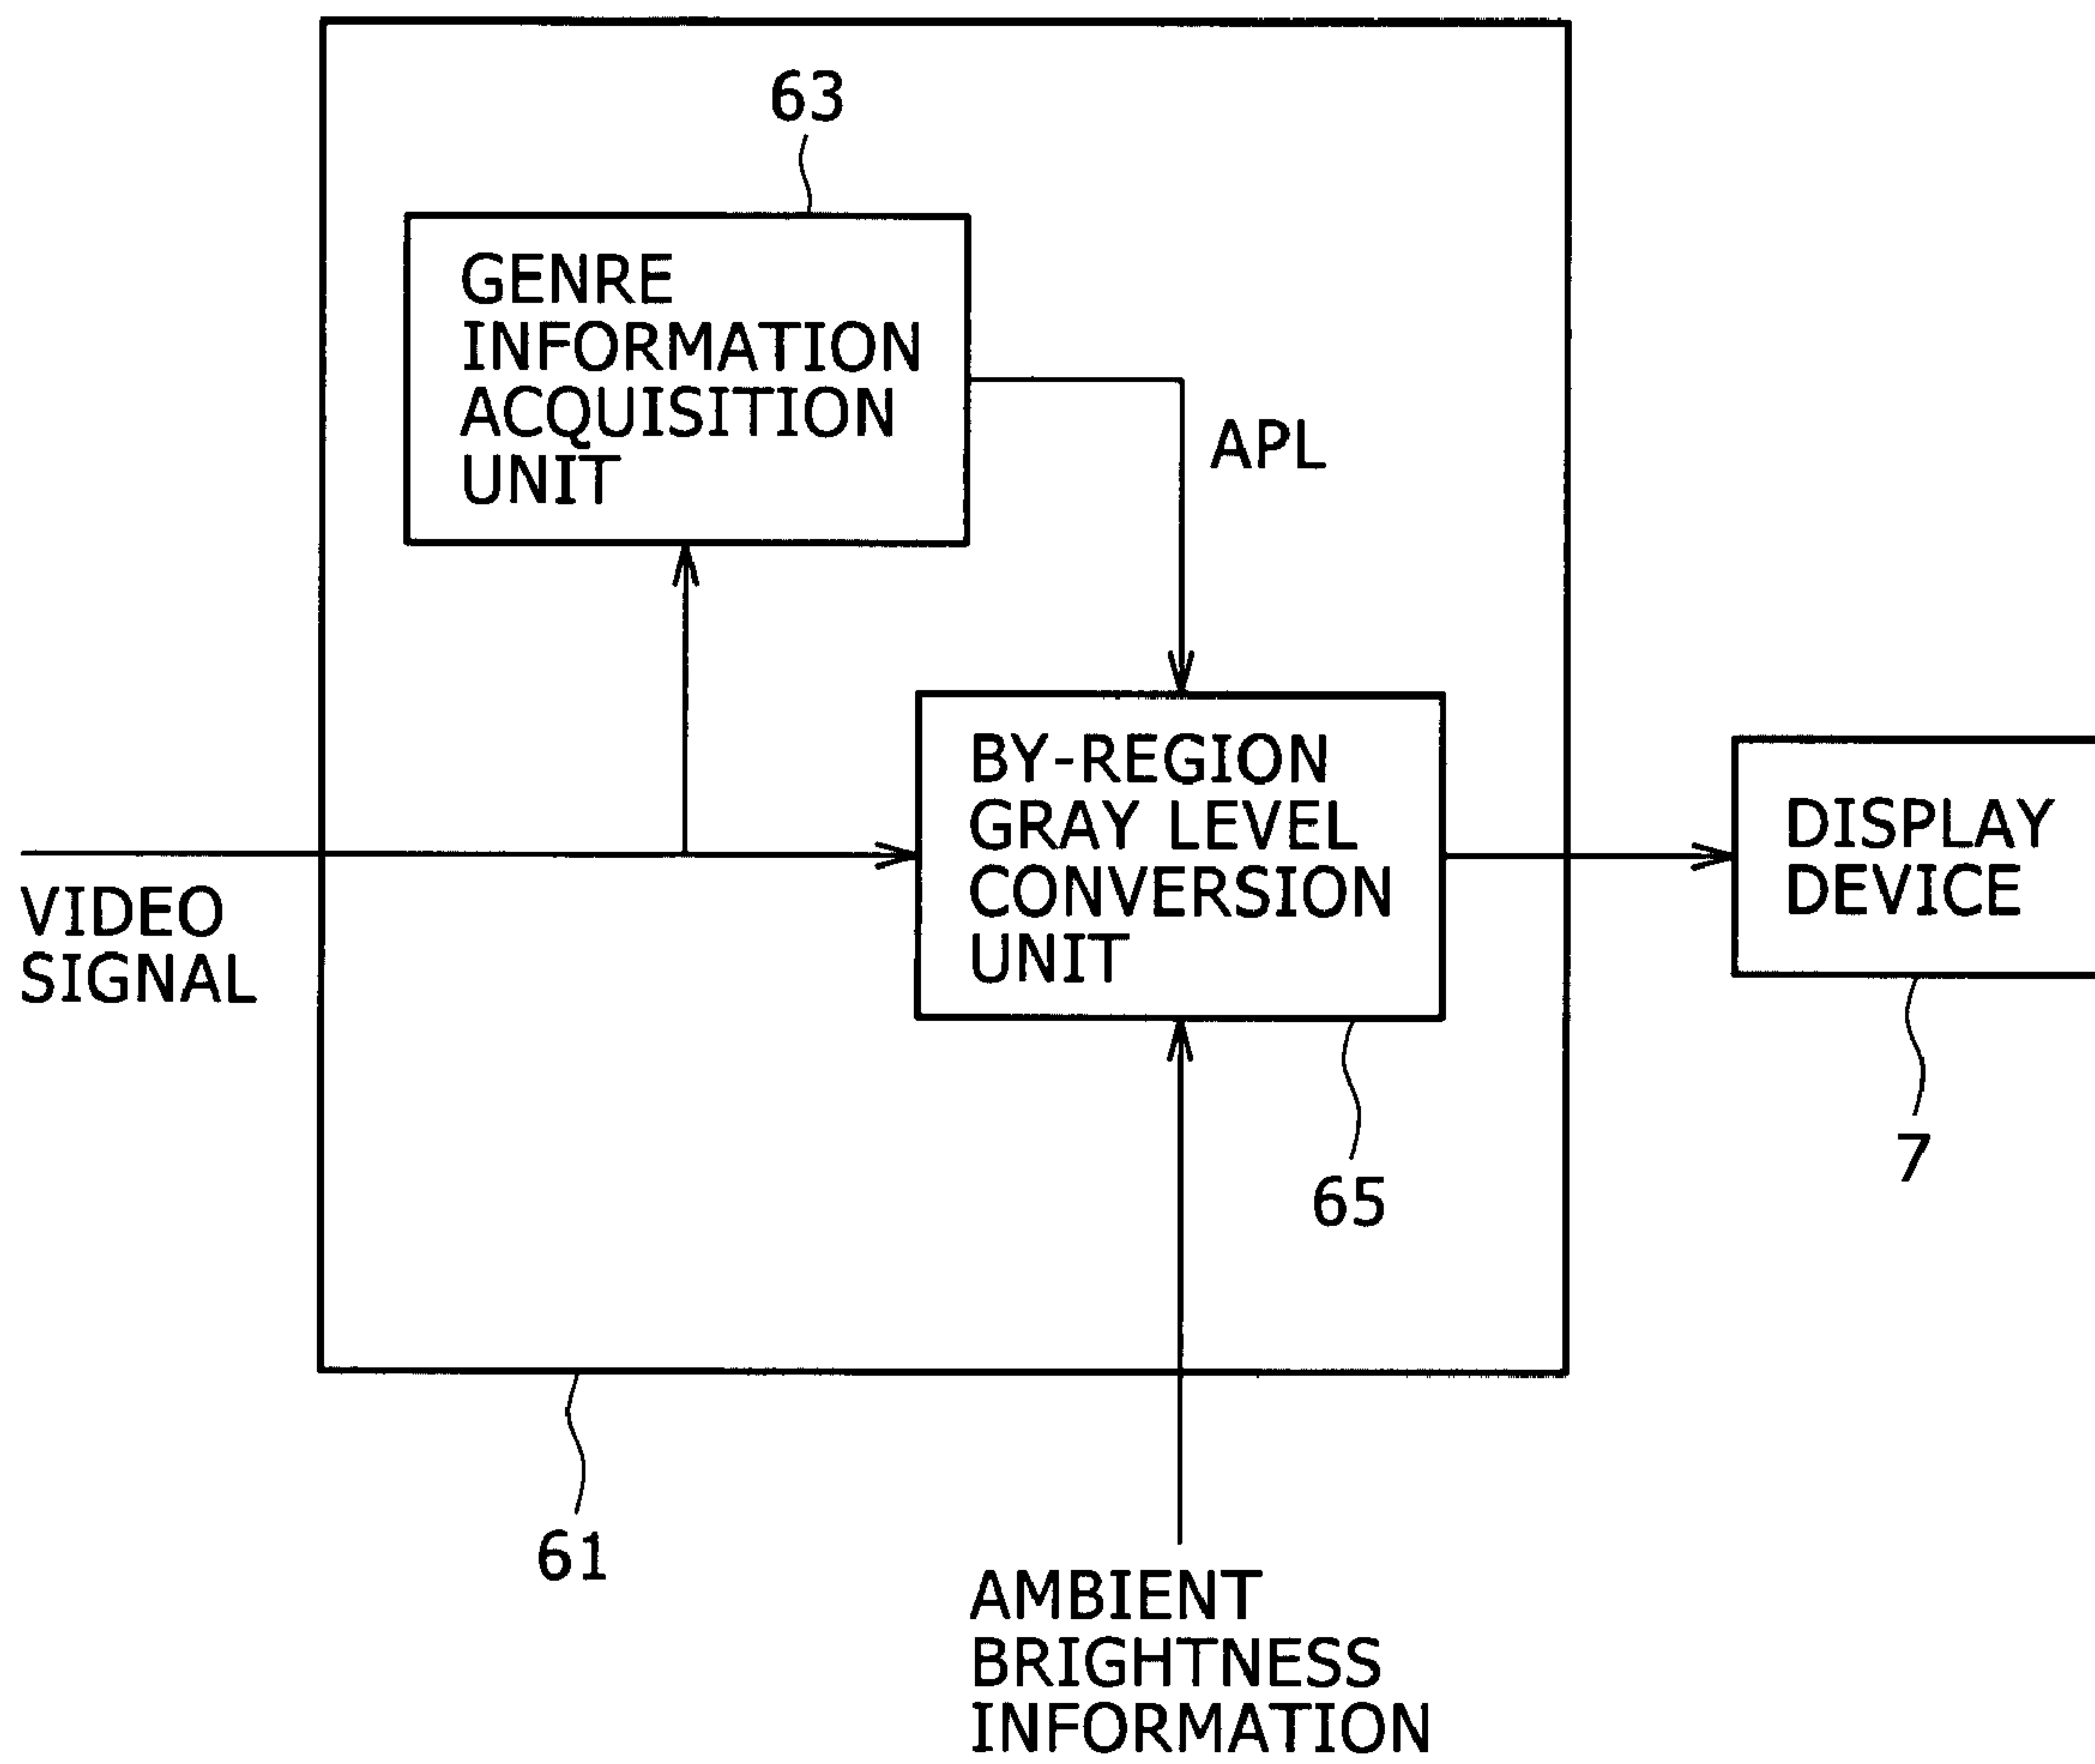 63
GENRE
INFORMATION
ACQUISITION
UNIT
APL
BY-REGION
GRAY LEVEL
CONVERSION
UNIT
DISPLAY
DEVICE
VIDEO
SIGNAL
7
65
61
AMBIENT
BRIGHTNESS
INFORMATION